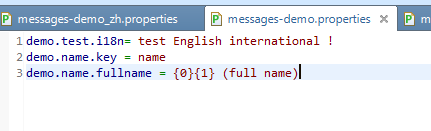 messages-demo_zh.properties
messages-demo.properties
m
1 demo.test.i18n= test English international !
2 demo.name.key = name
3 demo.name.fullname = {0}{1} (full name)